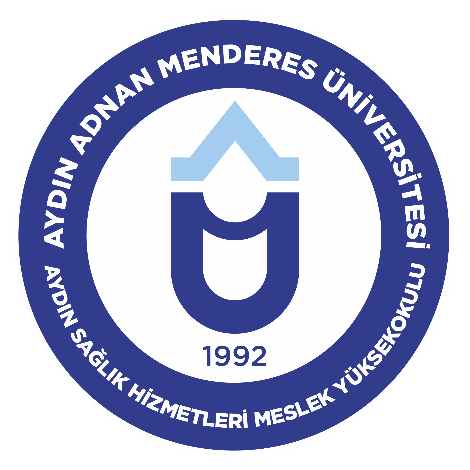 AYDIN ADNAN MENDERES ÜNİVERSİTESİ
1992
AYDIN SAĞLIK HİZMETLERİ MESLEK YÜKSEKOKULU